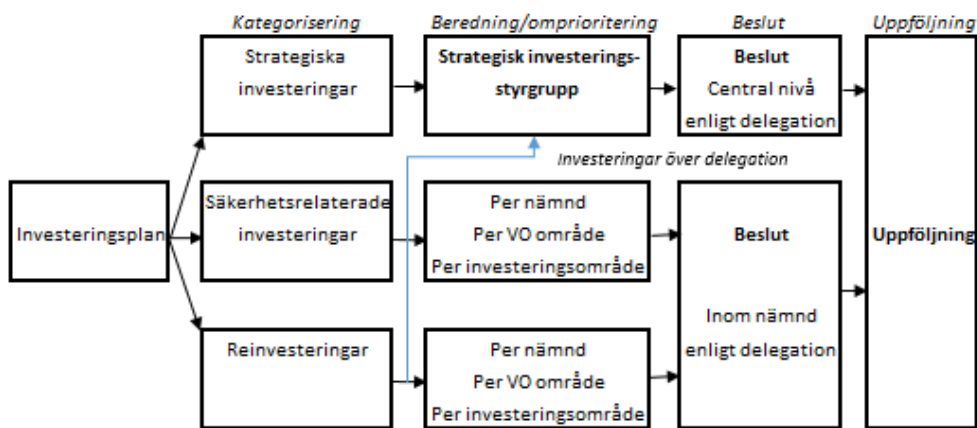 Kategorisering
Beredning/omprioritering
Beslut
Uppföljning
Strategiska
investeringar
Strategisk investerings-
styrgrupp
Beslut
Central nivå
enligt delegation
Investeringar över delegation
Investeringsplan
Säkerhetsrelaterade
investeringar
Per nämnd
Per VO område
Per investeringsområde
Beslut
Inom nämnd
enligt delegation
Uppföljning
Reinvesteringar
Per nämnd
Per VO område
Per investeringsområde